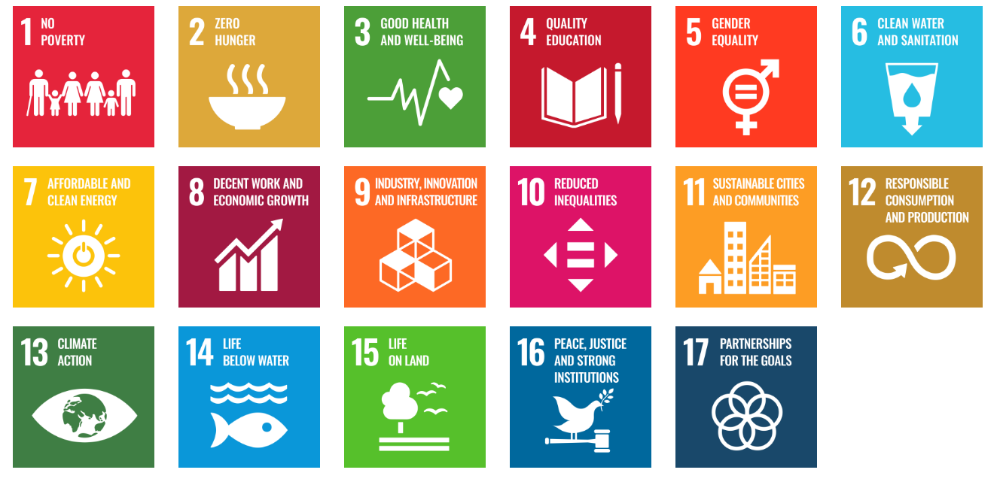 1 NO
POVERTY
2 ZERO
HUNGER
3 GOOD HEALTH
AND WELL-BEING
4 QUALITY
EDUCATION
5 GENDER
EQUALITY
6 CLEAN WATER
AND SANITATION
7 AFFORDABLE AND
CLEAN ENERGY
8 DECENT WORK AND
ECONOMIC GROWTH
9 INDUSTRY, INNOVATION
AND INFRASTRUCTURE
10 REDUCED
INEQUALITIES
11 SUSTAINABLE CITIES
AND COMMUNITIES
12 RESPONSIBLE
CONSUMPTION
AND PRODUCTION
13 CLIMATE
ACTION
14 LIFE
BELOW WATER
15 LIFE
ON LAND
16 PEACE, JUSTICE
AND STRONG
INSTITUTIONS
17 PARTNERSHIPS
FOR THE GOALS